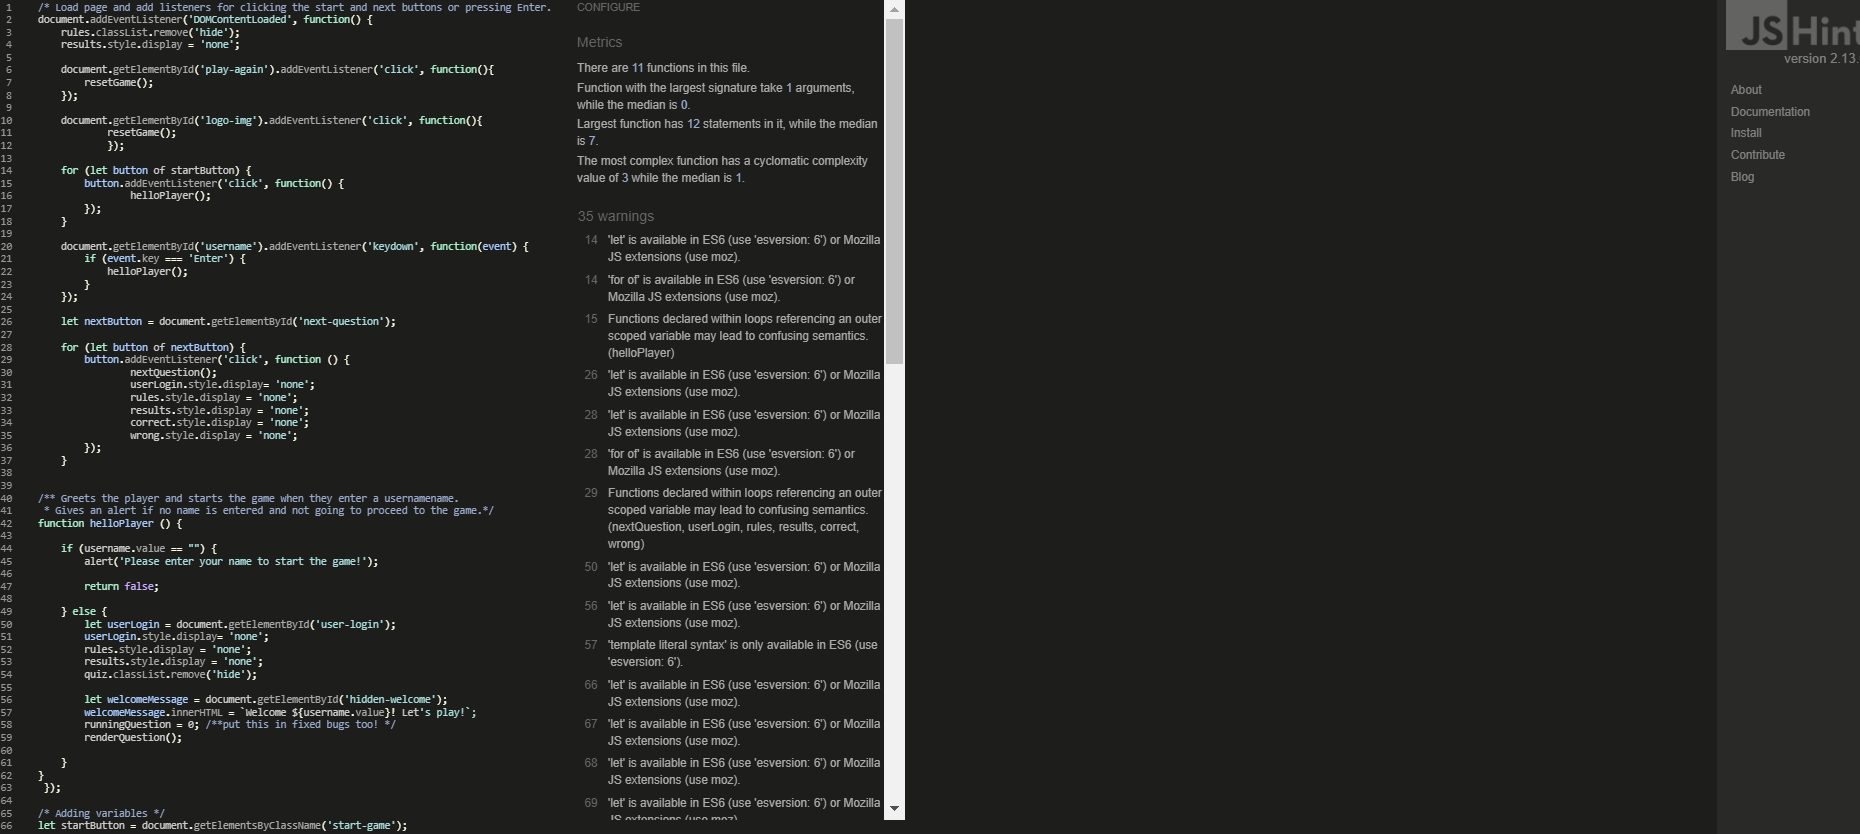 1 /* Load page and add listeners for clicking the start and next buttons or pressing Enter.
2 document.addEventListener('DOMContentLoaded', function() {
3 rules.classList.remove('hide');
4 results.style.display = 'none';
5
6 document.getElementById('play-again').addEventListener('click', function(){
7 resetGame();
8 });
9
10 document.getElementById('logo-img').addEventListener('click', function(){
11 resetGame();
12 });
13
14 for (let button of startButton) {
15 button.addEventListener('click', function() {
16 helloPlayer();
17 });
18 }
19
20 document.getElementById('username').addEventListener('keydown', function(event) {
21 if (event.key === 'Enter') {
22 helloPlayer();
23 }
24 });
25
26 let nextButton = document.getElementById('next-question');
27
28 for (let button of nextButton) {
29 button.addEventListener('click', function () {
30 nextQuestion();
31 userLogin.style.display= 'none';
32 rules.style.display = 'none';
33 results.style.display = 'none';
34 correct.style.display = 'none';
35 wrong.style.display = 'none';
36 });
37 }
38
39
40 /** Greets the player and starts the game when they enter a usernamename.
41 * Gives an alert if no name is entered and not going to proceed to the game.*/
42 function helloPlayer () {
43
44 if (username.value == "") {
45 alert('Please enter your name to start the game!');
46
47 return false;
48
49 } else {
50 let userLogin = document.getElementById('user-login');
51 userLogin.style.display= 'none';
52 rules.style.display = 'none';
53 results.style.display = 'none';
54 quiz.classList.remove('hide');
55
56 let welcomeMessage = document.getElementById('hidden-welcome');
57 welcomeMessage.innerHTML = `Welcome ${username.value}! Let's play!`;
58 runningQuestion = 0; /**put this in fixed bugs too! */
59 renderQuestion();
60
61 }
62 }
63 });
64
65 /* Adding variables */
66 let startButton = document.getElementsByClassName('start-game');
CONFIGURE
Metrics
There are 11 functions in this file.
Function with the largest signature take 1 arguments,
while the median is 0.
Largest function has 12 statements in it, while the median
is 7.
The most complex function has a cyclomatic complexity
value of 3 while the median is 1.
35 warnings
14 'let' is available in ES6 (use 'esversion: 6') or Mozilla
JS extensions (use moz).
14 'for of' is available in ES6 (use 'esversion: 6') or
Mozilla JS extensions (use moz).
15 Functions declared within loops referencing an outer
scoped variable may lead to confusing semantics.
(helloPlayer)
26 'let' is available in ES6 (use 'esversion: 6') or Mozilla
JS extensions (use moz).
28 'let' is available in ES6 (use 'esversion: 6') or Mozilla
JS extensions (use moz).
28 'for of' is available in ES6 (use 'esversion: 6') or
Mozilla JS extensions (use moz).
29 Functions declared within loops referencing an outer
scoped variable may lead to confusing semantics.
(nextQuestion, userLogin, rules, results, correct,
wrong)
50 'let' is available in ES6 (use 'esversion: 6') or Mozilla
JS extensions (use moz).
56 'let' is available in ES6 (use 'esversion: 6') or Mozilla
JS extensions (use moz).
57 'template literal syntax' is only available in ES6 (use
'esversion: 6').
66 'let' is available in ES6 (use 'esversion: 6') or Mozilla
JS extensions (use moz).
67 'let' is available in ES6 (use 'esversion: 6') or Mozilla
JS extensions (use moz).
68 'let' is available in ES6 (use 'esversion: 6') or Mozilla
JS extensions (use moz).
69 'let' is available in ES6 (use 'esversion: 6') or Mozilla
JS extensions (use moz)
JSHint
version 2.13.
About
Documentation
Install
Contribute
Blog